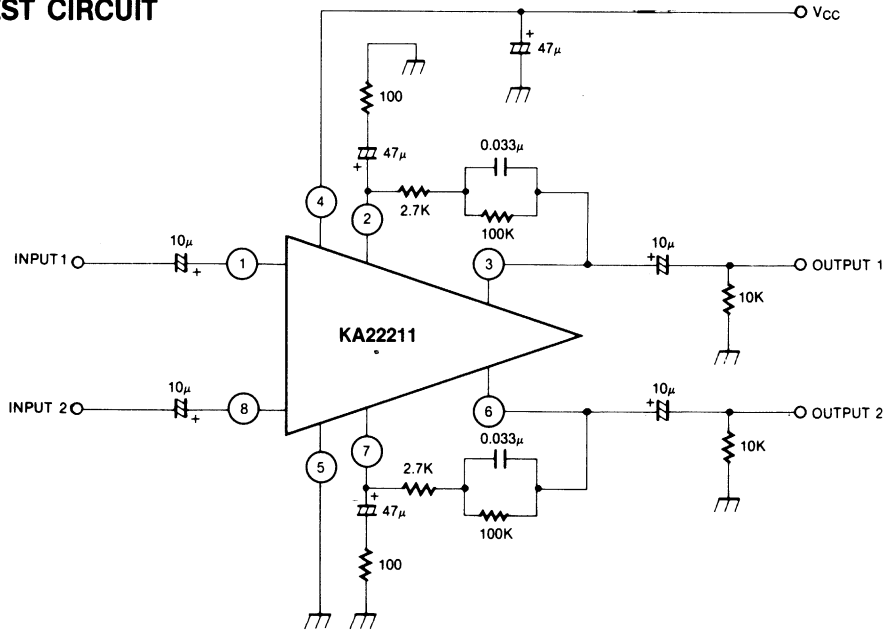 EST CIRCUIT
VCC
+
47μ
100
47μ
+
0.033μ
4
2
2.7K
100K
INPUT 1
10μ
+
1
3
10μ
+
OUTPUT 1
10K
KA22211
INPUT 2
10μ
+
8
6
10μ
+
OUTPUT 2
10K
0.033μ
7
5
2.7K
+
47μ
100K
100